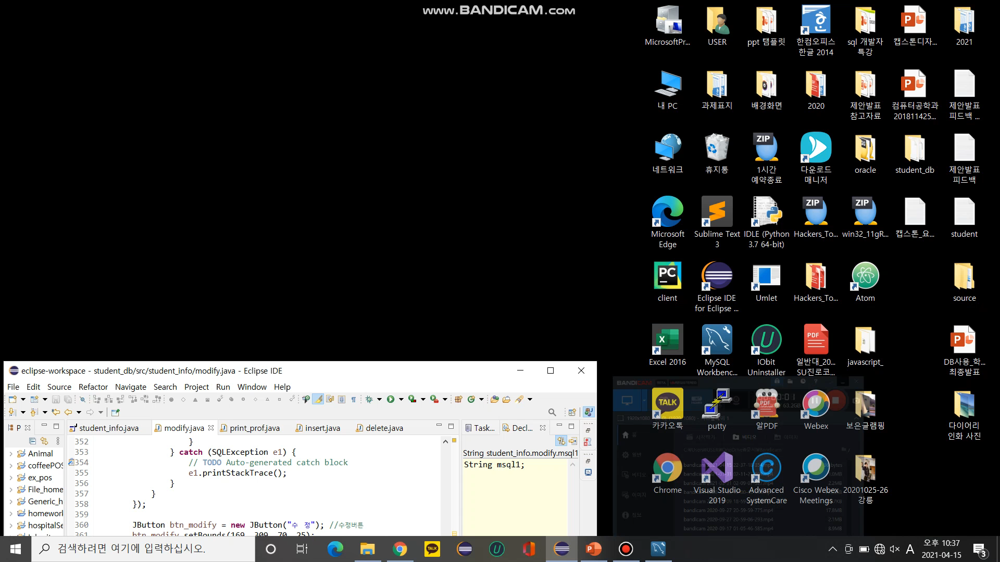 www.BANDICAM.com
MicrosoftPr...
USER
ppt 탬플릿
한컴오피스
한글 2014
sql 개발자
특강
캡스톤디자...
2021
내 PC
과제표지
배경화면
2020
제안발표
참고자료
컴퓨터공학과
201811425...
제안발표
피드백 ...
네트워크
휴지통
ZIP
1시간
예약종료
다운로드
매니저
oracle
student_db
제안발표
피드백
Microsoft
Edge
Sublime Text
3
IDLE (Python
3.7 64-bit)
ZIP
Hackers_To...
ZIP
win32_11gR...
캡스톤_요...
student
PC
client
Eclipse IDE
for Eclipse ...
Umlet
Hackers_To...
Atom
source
Excel 2016
MySQL
Workbenc...
IObit
Uninstaller
PDF
일반대_20...
SU진로코...
javascript_
DB사용_학...
최종발표
TALK
카카오톡
putty
PDF
알PDF
Webex
보은글램핑
다이어리
인화 사진
Chrome
Visual Studio
2019
Advanced
SystemCare
Cisco Webex
Meetings
20201025-26
강릉
BANDICAM
eclipse-workspace - student_db/src/student_info/modify.java - Eclipse IDE
File Edit Source Refactor Navigate Search Project Run Window Help
P
student_info.java
modify.java
print_prof.java
insert.java
delete.java
Task...
Decl...
Animal
coffeePOS
ex_pos
File_home
Generic_h
homework
hospitalSe
352 }
353 } catch (SQLException e1) {
354 // TODO Auto-generated catch block
355 e1.printStackTrace();
356 }
357 }
358 });
359
360 JButton btn_modify = new JButton("수 정"); //수정버튼
361 btn_modify.setBounds(169, 309, 70, 25);
String student_info.modify.msql1
String msql1;
검색하려면 여기에 입력하십시오.
TALK
A
오후 10:37
2021-04-15
3